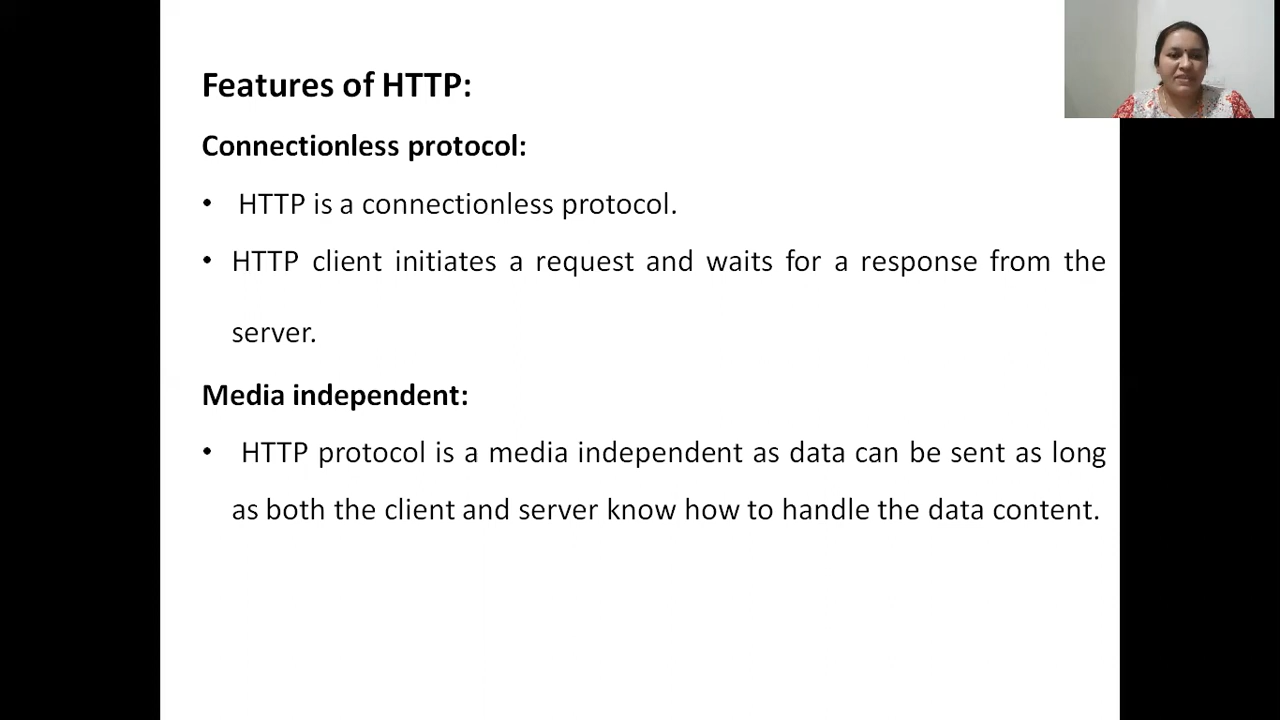 Features of HTTP:
Connectionless protocol:
• HTTP is a connectionless protocol.
• HTTP client initiates a request and waits for a response from the
server.
Media independent:
• HTTP protocol is a media independent as data can be sent as long
as both the client and server know how to handle the data content.